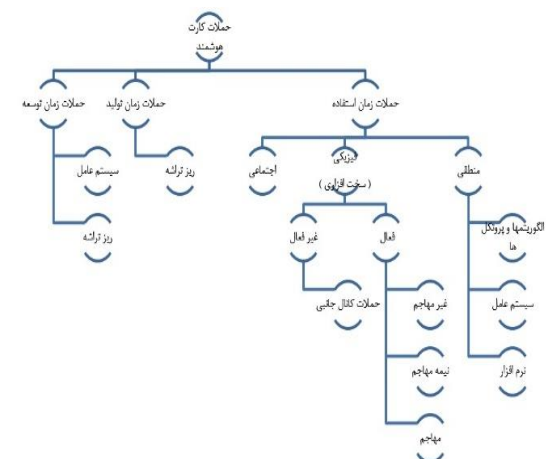 حملات کارت
هوشمند
حملات زمان استفاده
حملات زمان تولید
حملات زمان توسعه
منطقی
فیزیکی
( سخت افزاری )
اجتماعی
ریز تراشه
سیستم عامل
ریز تراشه
الگوریتمها و پروتکل
ها
سیستم عامل
نرم افزار
فعال
غیر فعال
غیر مهاجم
نیمه مهاجم
مهاجم
حملات کانال جانبی